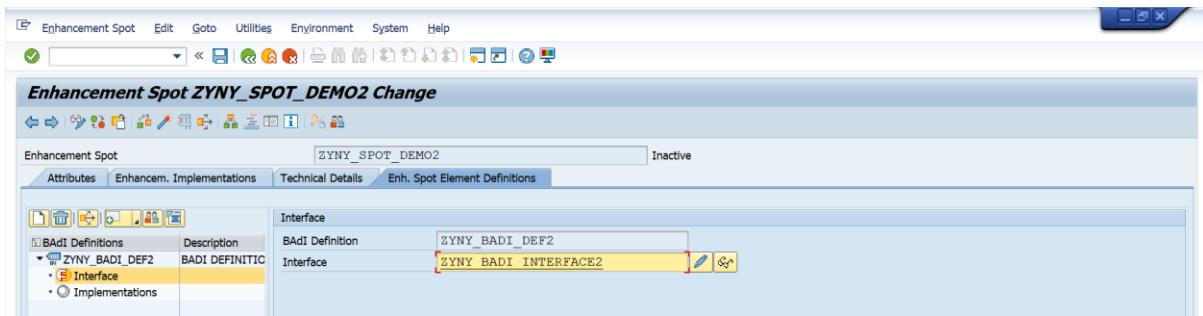 Enhancement Spot Edit Goto Utilities Environment System Help
Enhancement Spot ZYNY_SPOT_DEMO2 Change
Enhancement Spot ZYNY_SPOT_DEMO2 Inactive
Attributes Enhancem. Implementations Technical Details Enh. Spot Element Definitions
Interface
BAdI Definitions Description
BAdI Definition ZYNY_BADI_DEF2
ZYNY_BADI_DEF2 BADI DEFINITIO
Interface ZYNY_BADI_INTERFACE2
Interface
Implementations